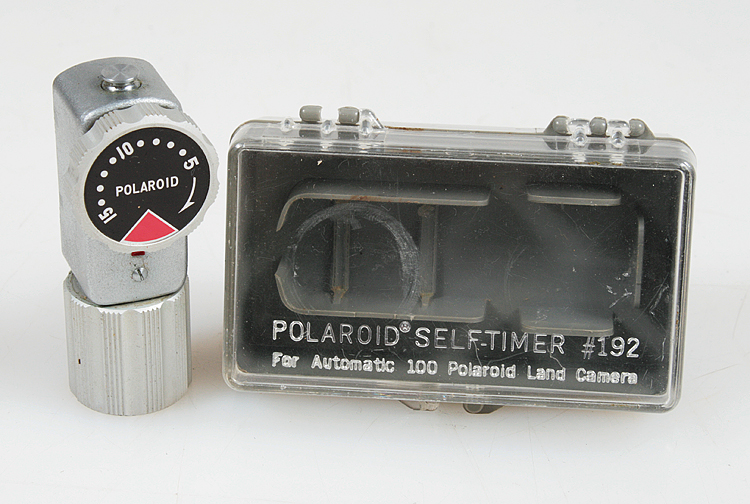 10
5
POLAROID
15
POLAROID® SELF-TIMER #192
For Automatic 100 Polaroid Land Camera